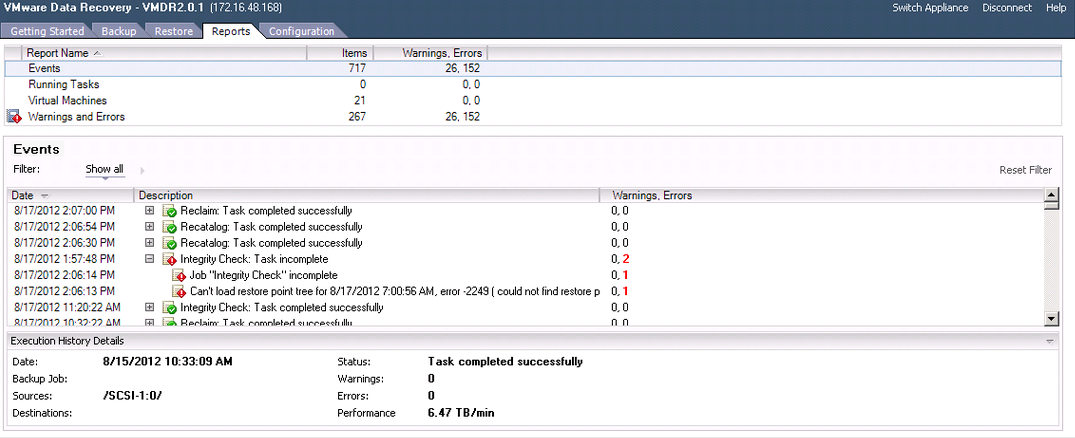 VMware Data Recovery - VMDR2.0.1 (172.16.48.168) Switch Appliance Disconnect Help
Getting Started Backup Restore Reports Configuration
Report Name Items Warnings, Errors
Events 717 26, 152
Running Tasks 0 0, 0
Virtual Machines 21 0, 0
Warnings and Errors 267 26, 152
Events
Filter: Show all Reset Filter
Date Description Warnings, Errors
8/17/2012 2:07:00 PM Reclaim: Task completed successfully 0, 0
8/17/2012 2:06:54 PM Recatalog: Task completed successfully 0, 0
8/17/2012 2:06:30 PM Recatalog: Task completed successfully 0, 0
8/17/2012 1:57:48 PM Integrity Check: Task incomplete 0, 2
8/17/2012 2:06:14 PM Job "Integrity Check" incomplete 0, 1
8/17/2012 2:06:13 PM Can't load restore point tree for 8/17/2012 7:00:56 AM, error -2249 ( could not find restore p 0, 1
8/17/2012 11:20:22 AM Integrity Check: Task completed successfully 0, 0
8/17/2012 10:32:22 AM Reclaim: Task completed successfully 0, 0
Execution History Details
Date: 8/15/2012 10:33:09 AM Status: Task completed successfully
Backup Job: Warnings: 0
Sources: /SCSI-1:0/ Errors: 0
Destinations: Performance 6.47 TB/min